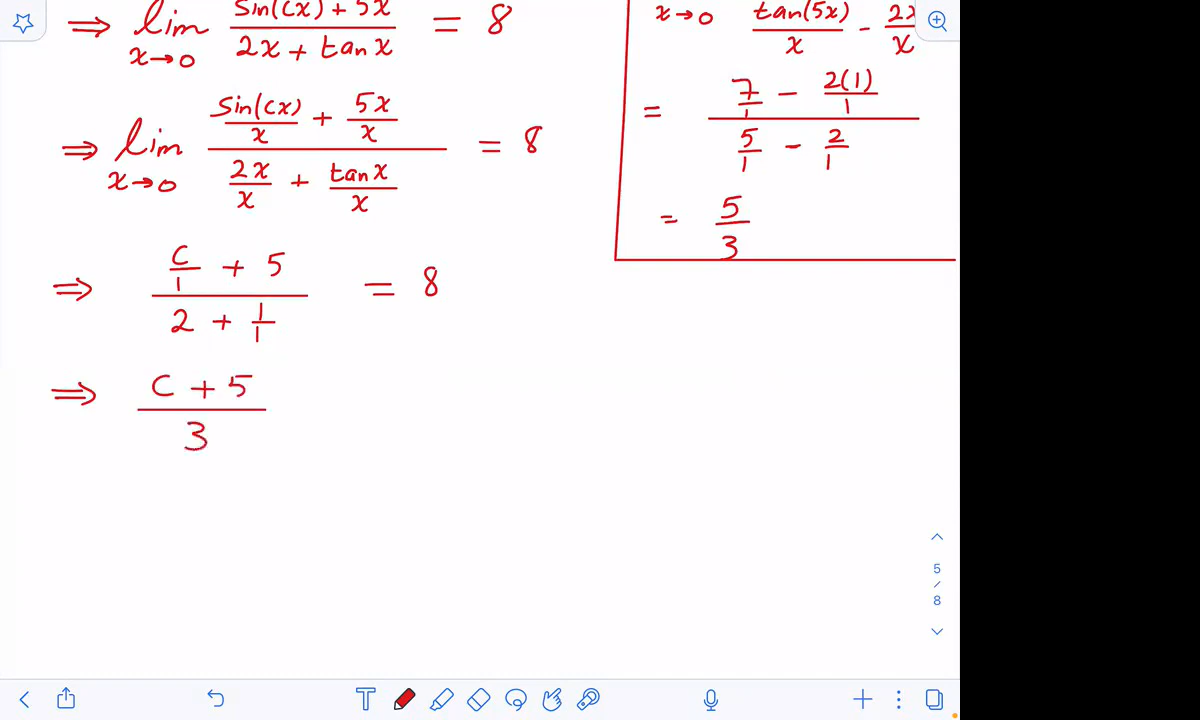 ⇒ lim x→0 (sin(cx) + 5x)/(2x + tan x) = 8
⇒ lim x→0 (sin(cx)/x + 5x/x)/(2x/x + tan x/x) = 8
⇒ (c/1 + 5)/(2 + 1/1) = 8
⇒ (c + 5)/3
x→0 tan(5x)/x - 2x/x
= (7/1 - 2(1)/1)/(5/1 - 2/1)
= 5/3
5
/
8
T